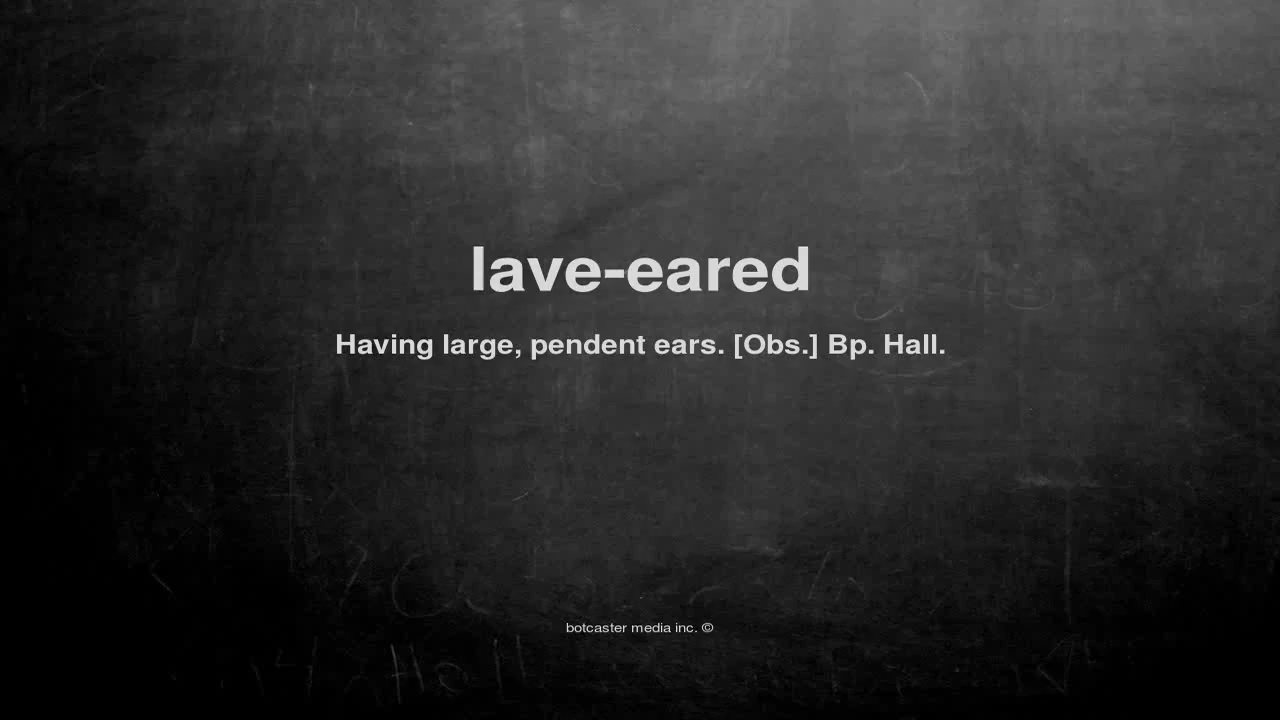 lave-eared
Having large, pendent ears. [Obs.] Bp. Hall.
botcaster media inc. ©